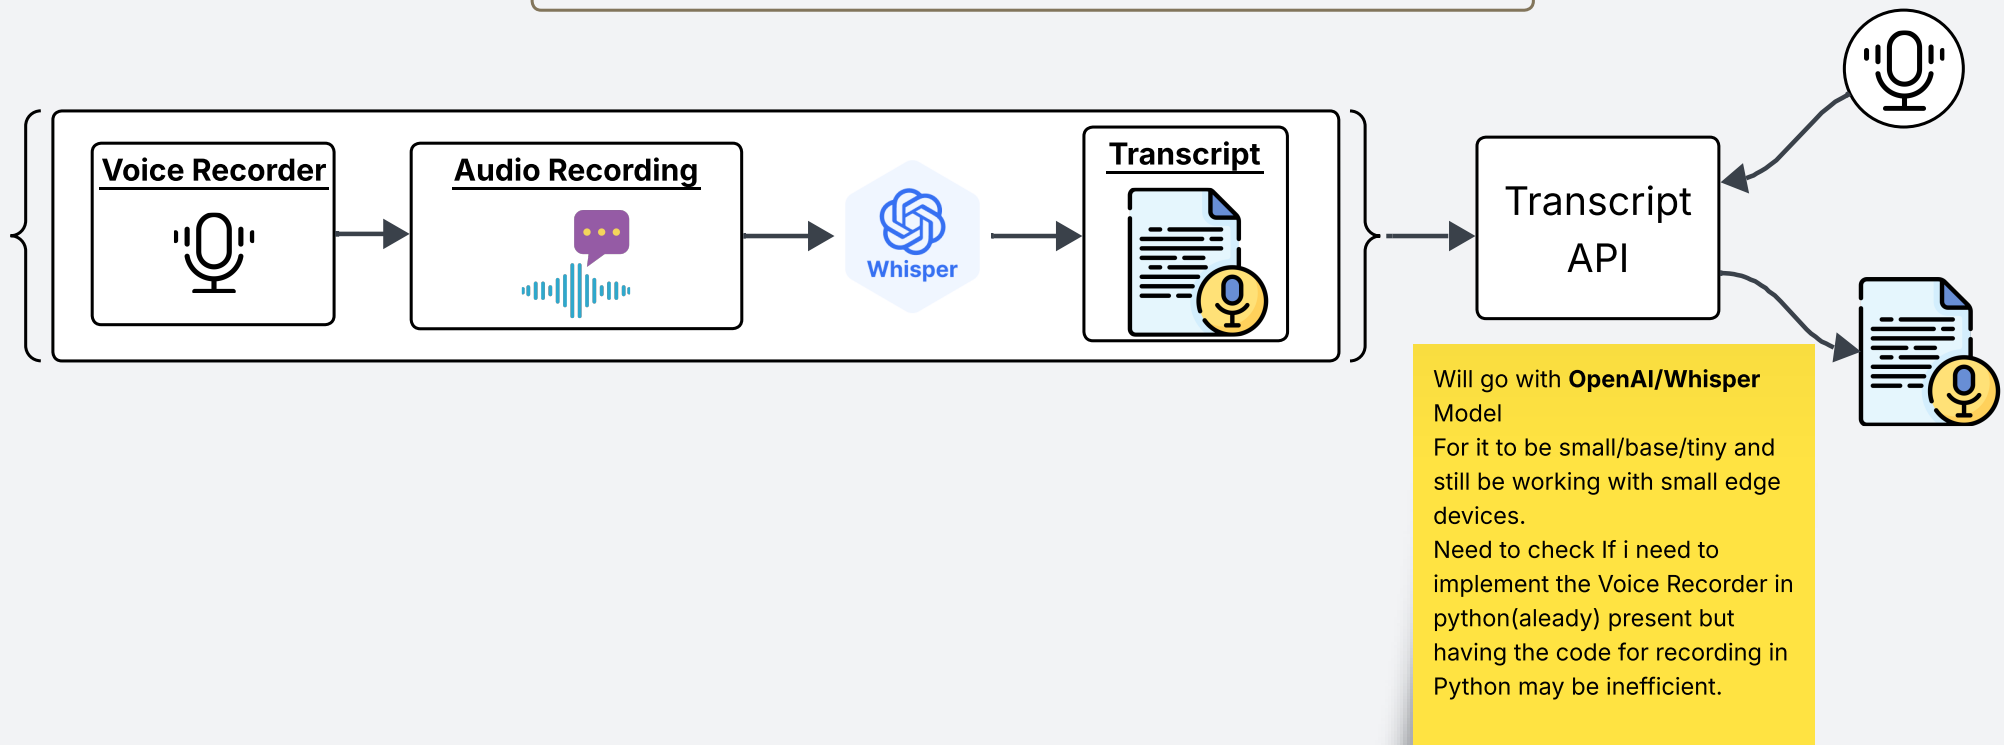 Voice Recorder
Audio Recording
Whisper
Transcript
Transcript
API
Will go with OpenAI/Whisper
Model
For it to be small/base/tiny and
still be working with small edge
devices.
Need to check If i need to
implement the Voice Recorder in
python(aleady) present but
having the code for recording in
Python may be inefficient.